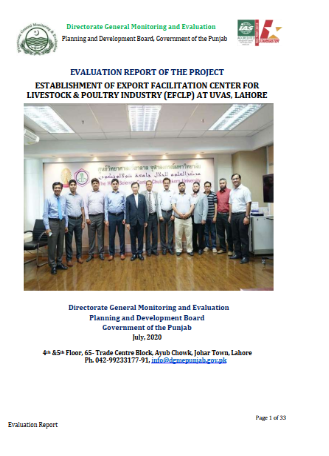 Directorate General Monitoring and Evaluation
Planning and Development Board, Government of the Punjab
EVALUATION REPORT OF THE PROJECT
ESTABLISHMENT OF EXPORT FACILITATION CENTER FOR
LIVESTOCK & POULTRY INDUSTRY (EFCLP) AT UVAS, LAHORE
Directorate General Monitoring and Evaluation
Planning and Development Board
Government of the Punjab
July, 2020
4th &5th Floor, 65- Trade Centre Block, Ayub Chowk, Johar Town, Lahore
Ph. 042-99233177-91, info@dgmepunjab.gov.pk
Page 1 of 33
Evaluation Report